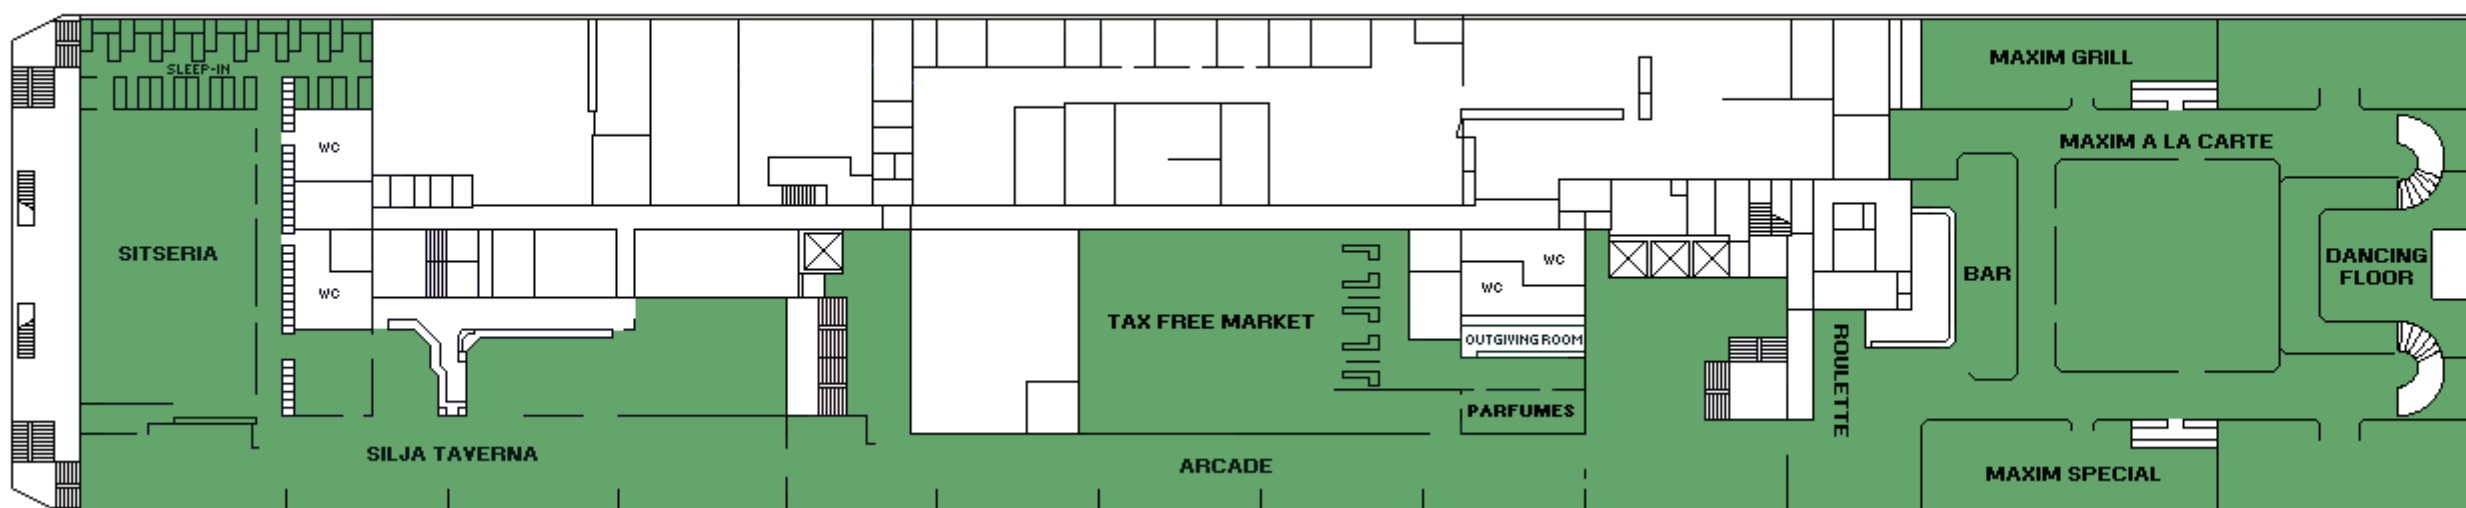 MAXIM GRILL
SLEEP-IN
MAXIM A LA CARTE
WC
SITSERIA
WC
WC
WC
TAX FREE MARKET
OUTGIVING ROOM
BAR
DANCING
FLOOR
ROULETTE
PARFUMES
SILJA TAVERNA
ARCADE
MAXIM SPECIAL